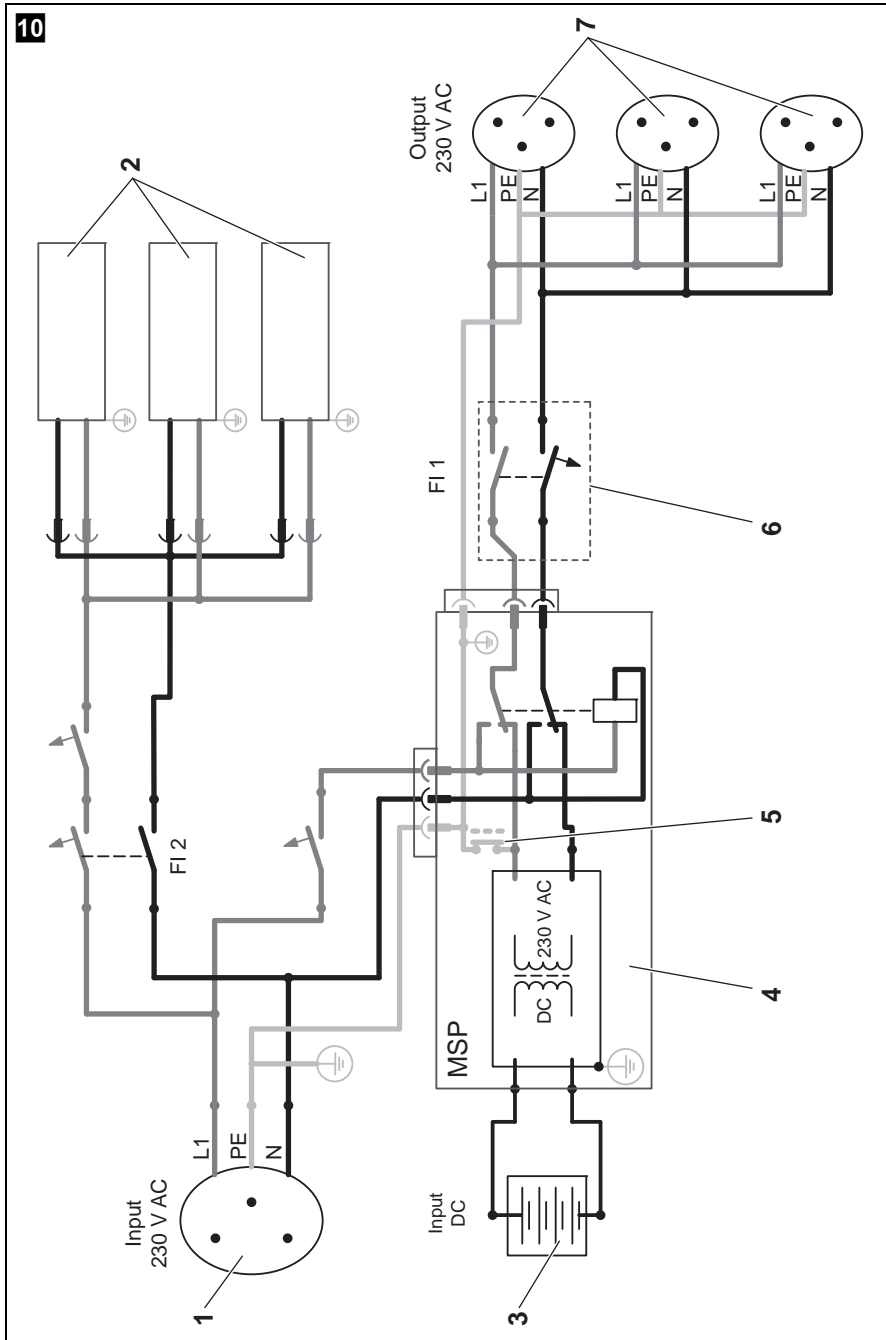 10
2
7
Output
230 V AC
L1
PE
N
L1
PE
N
L1
PE
N
FI 1
6
FI 2
5
MSP
DC
230 V AC
4
L1
PE
N
Input
230 V AC
1
Input
DC
3